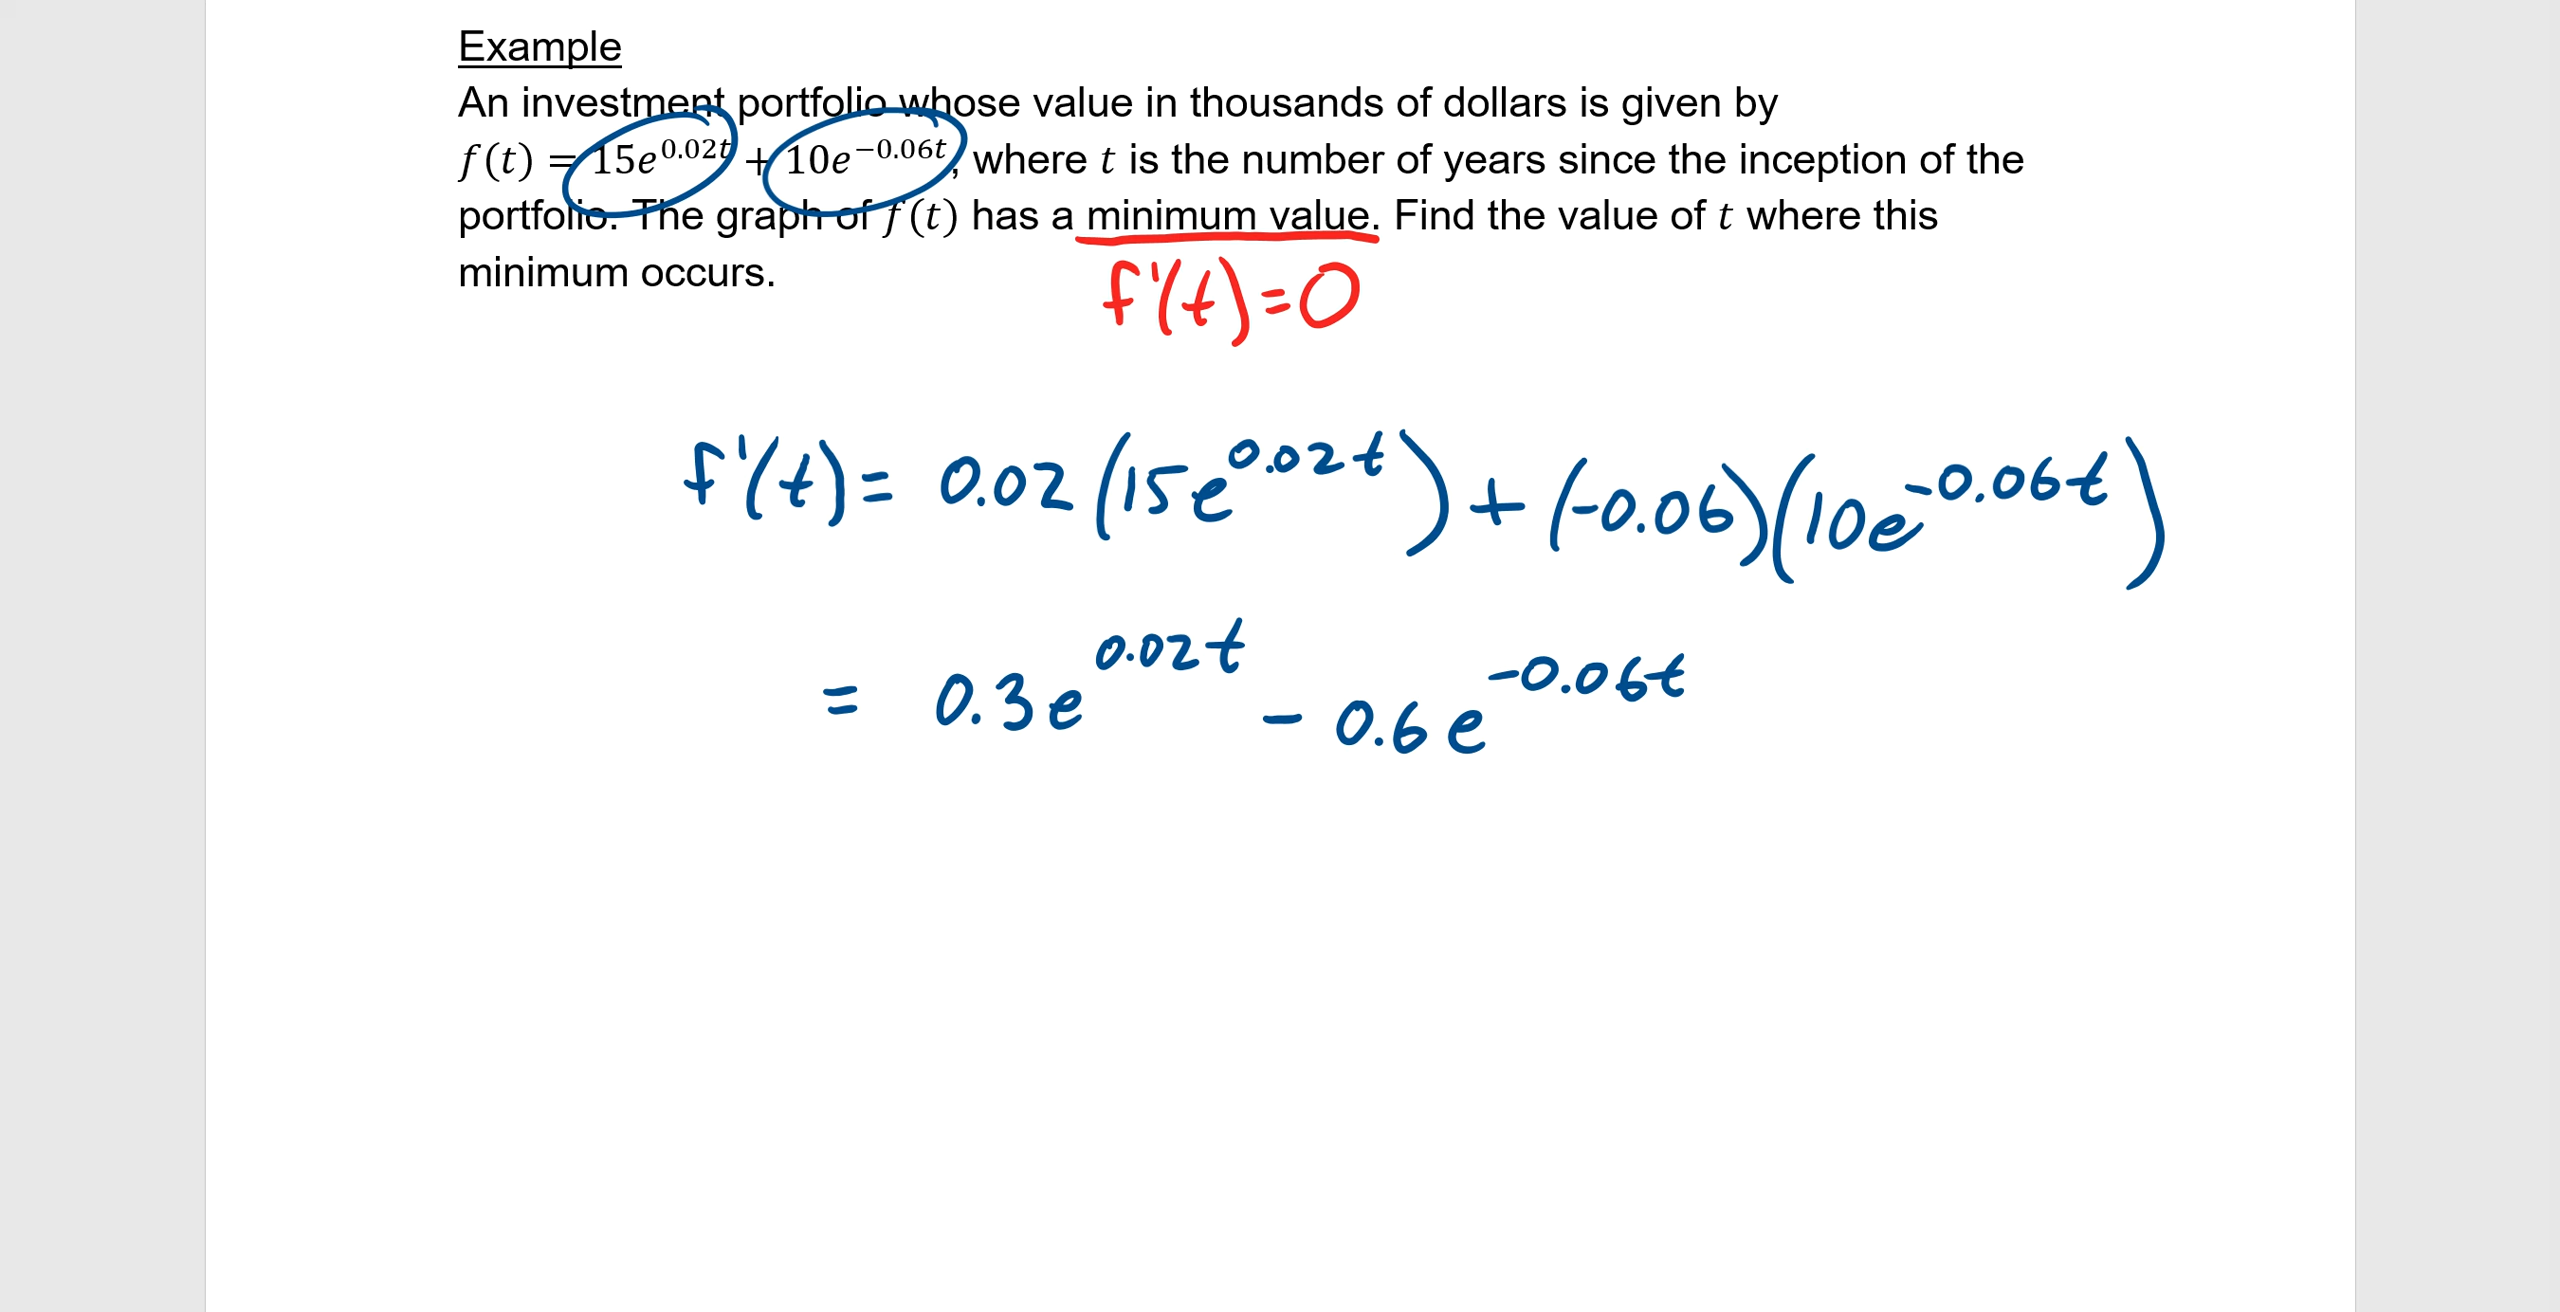 Example
An investment portfolio whose value in thousands of dollars is given by
f(t) = 15e^{0.02t} + 10e^{−0.06t}, where t is the number of years since the inception of the
portfolio. The graph of f(t) has a minimum value. Find the value of t where this
minimum occurs.
f'(t)=0
f'(t)= 0.02(15e^{0.02t})+(-0.06)(10e^{-0.06t})
= 0.3e^{0.02t} - 0.6e^{-0.06t}